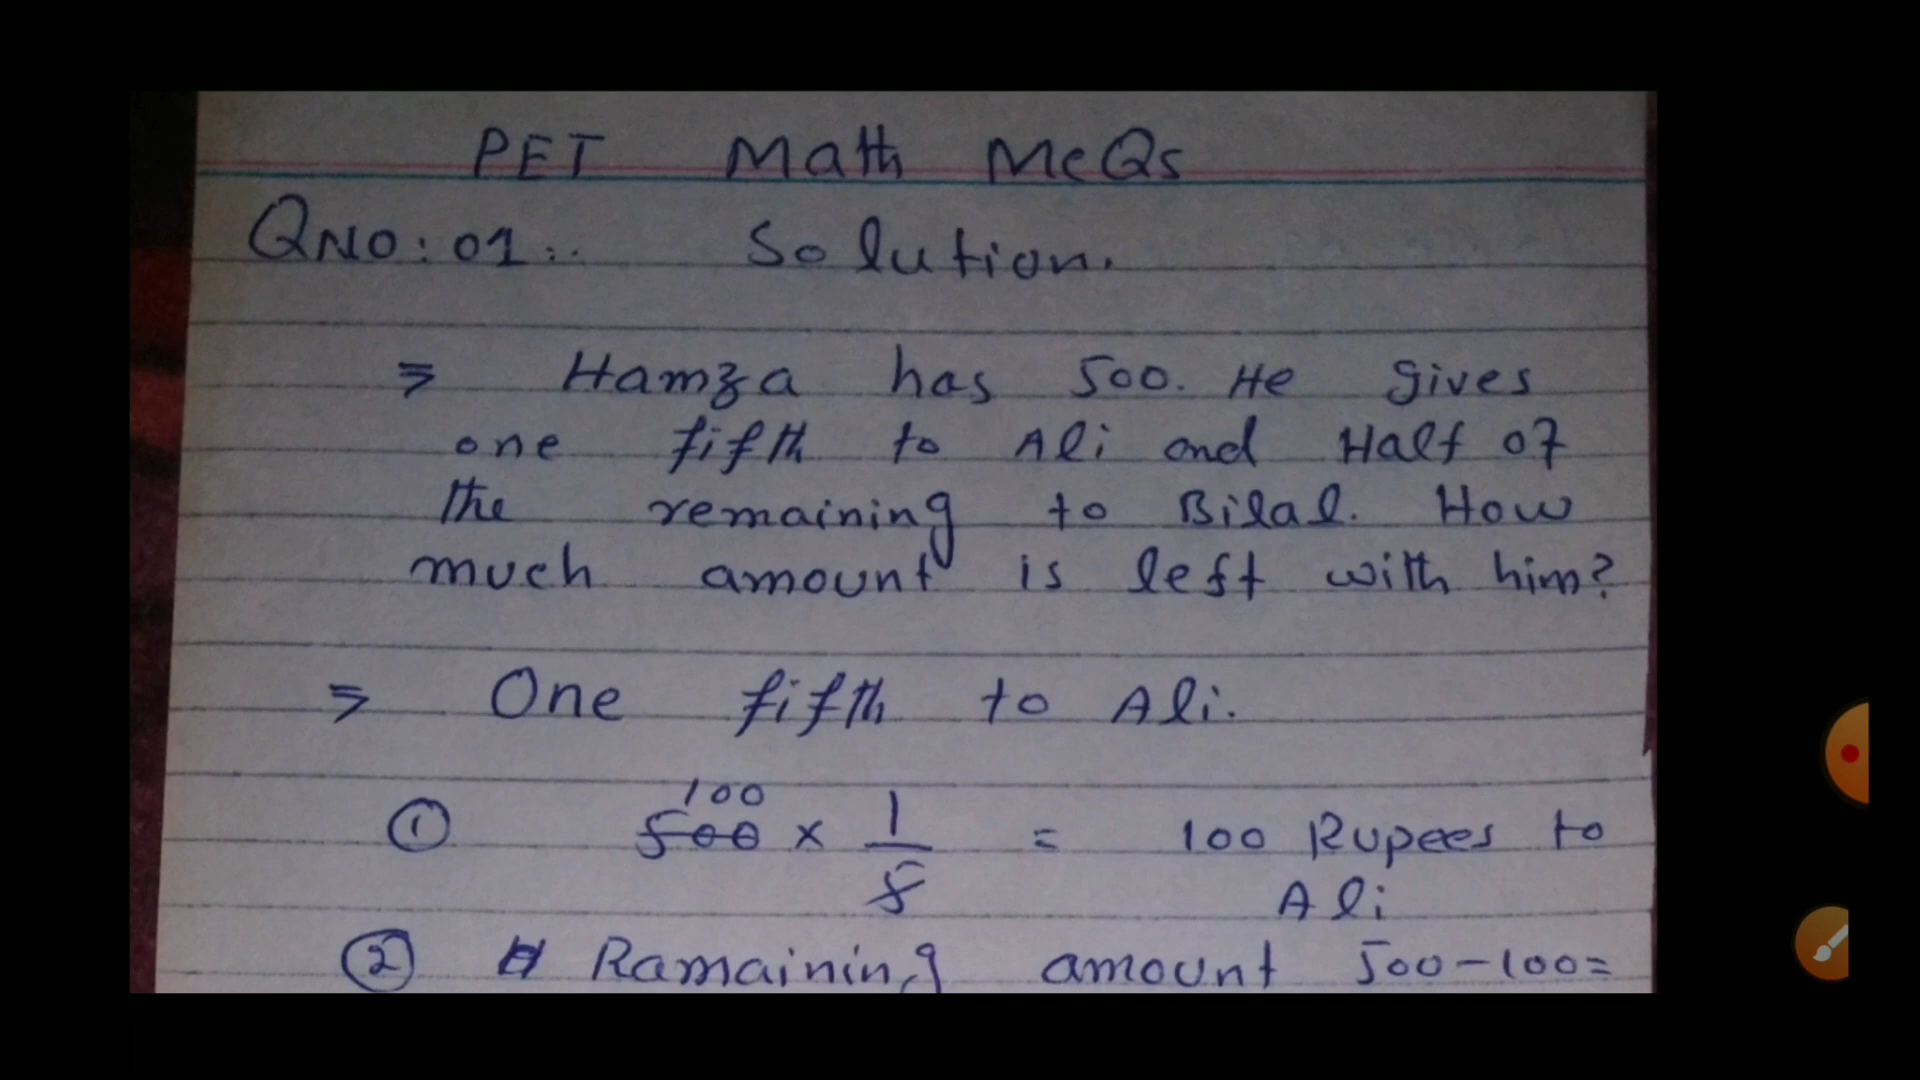 PET Math McQs
QNO: 01:. Solution.
⇒ Hamza has 500. He gives
one fifth to Ali and Half of
the remaining to Bilal. How
much amount is left with him?
⇒ One fifth to Ali.
100
① 500 x 1/5 = 100 Rupees to
Ali
② Ramaining amount 500-100=